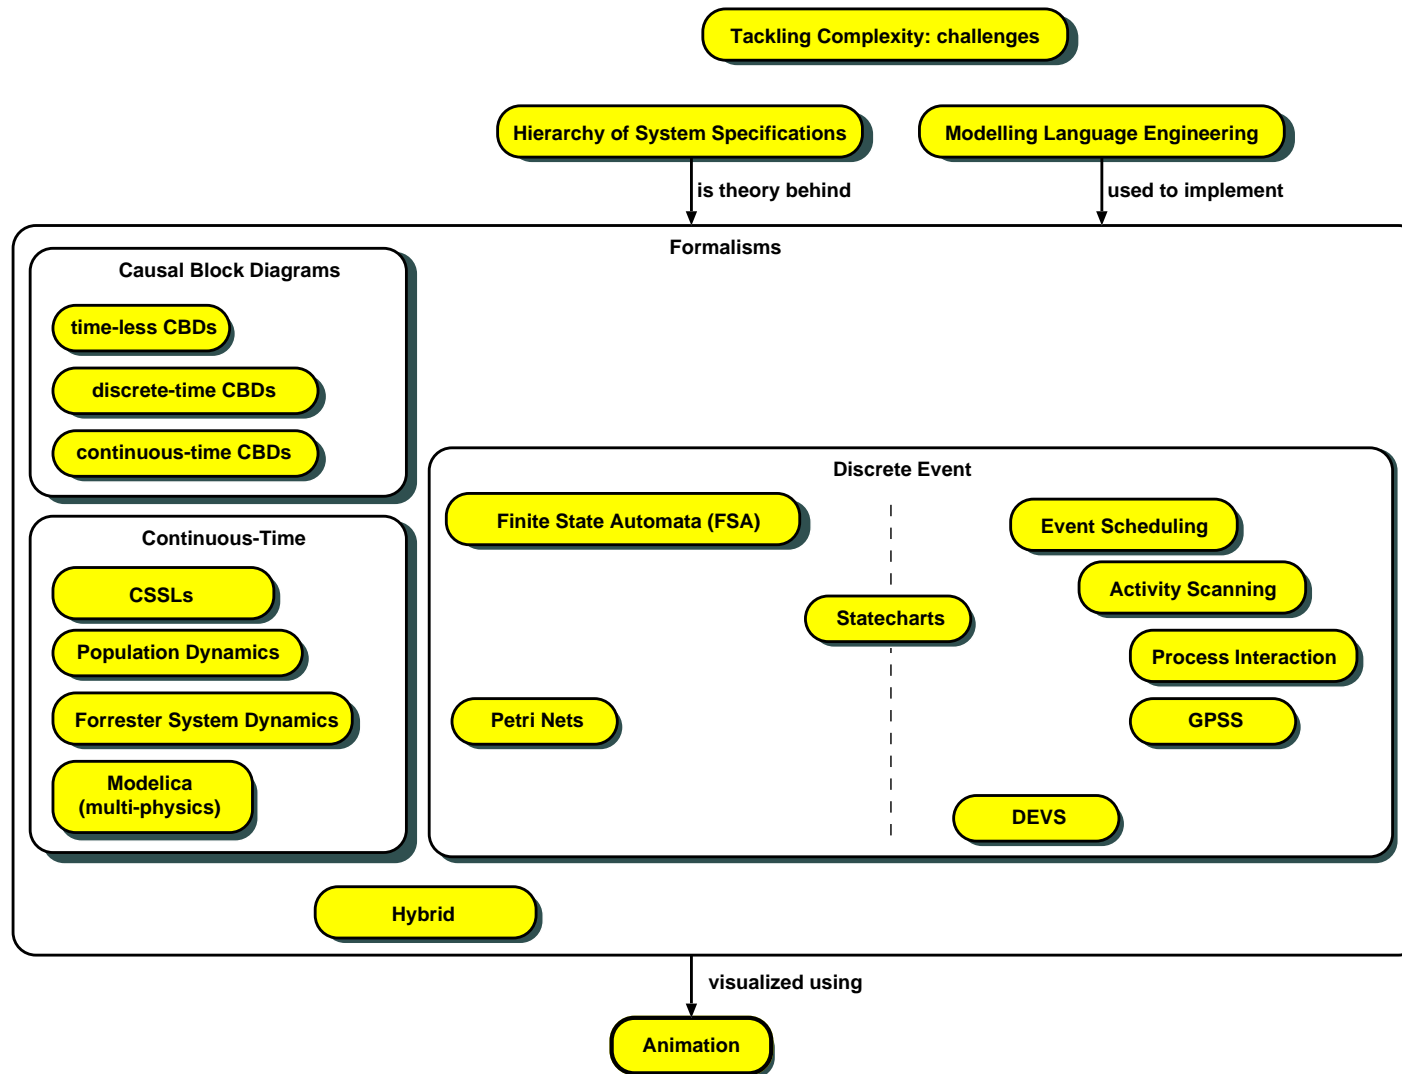 Tackling Complexity: challenges
Hierarchy of System Specifications
Modelling Language Engineering
is theory behind
used to implement
Formalisms
Causal Block Diagrams
time-less CBDs
discrete-time CBDs
continuous-time CBDs
Continuous-Time
CSSLs
Population Dynamics
Forrester System Dynamics
Modelica
(multi-physics)
Discrete Event
Finite State Automata (FSA)
Event Scheduling
Activity Scanning
Statecharts
Process Interaction
Petri Nets
GPSS
DEVS
Hybrid
visualized using
Animation